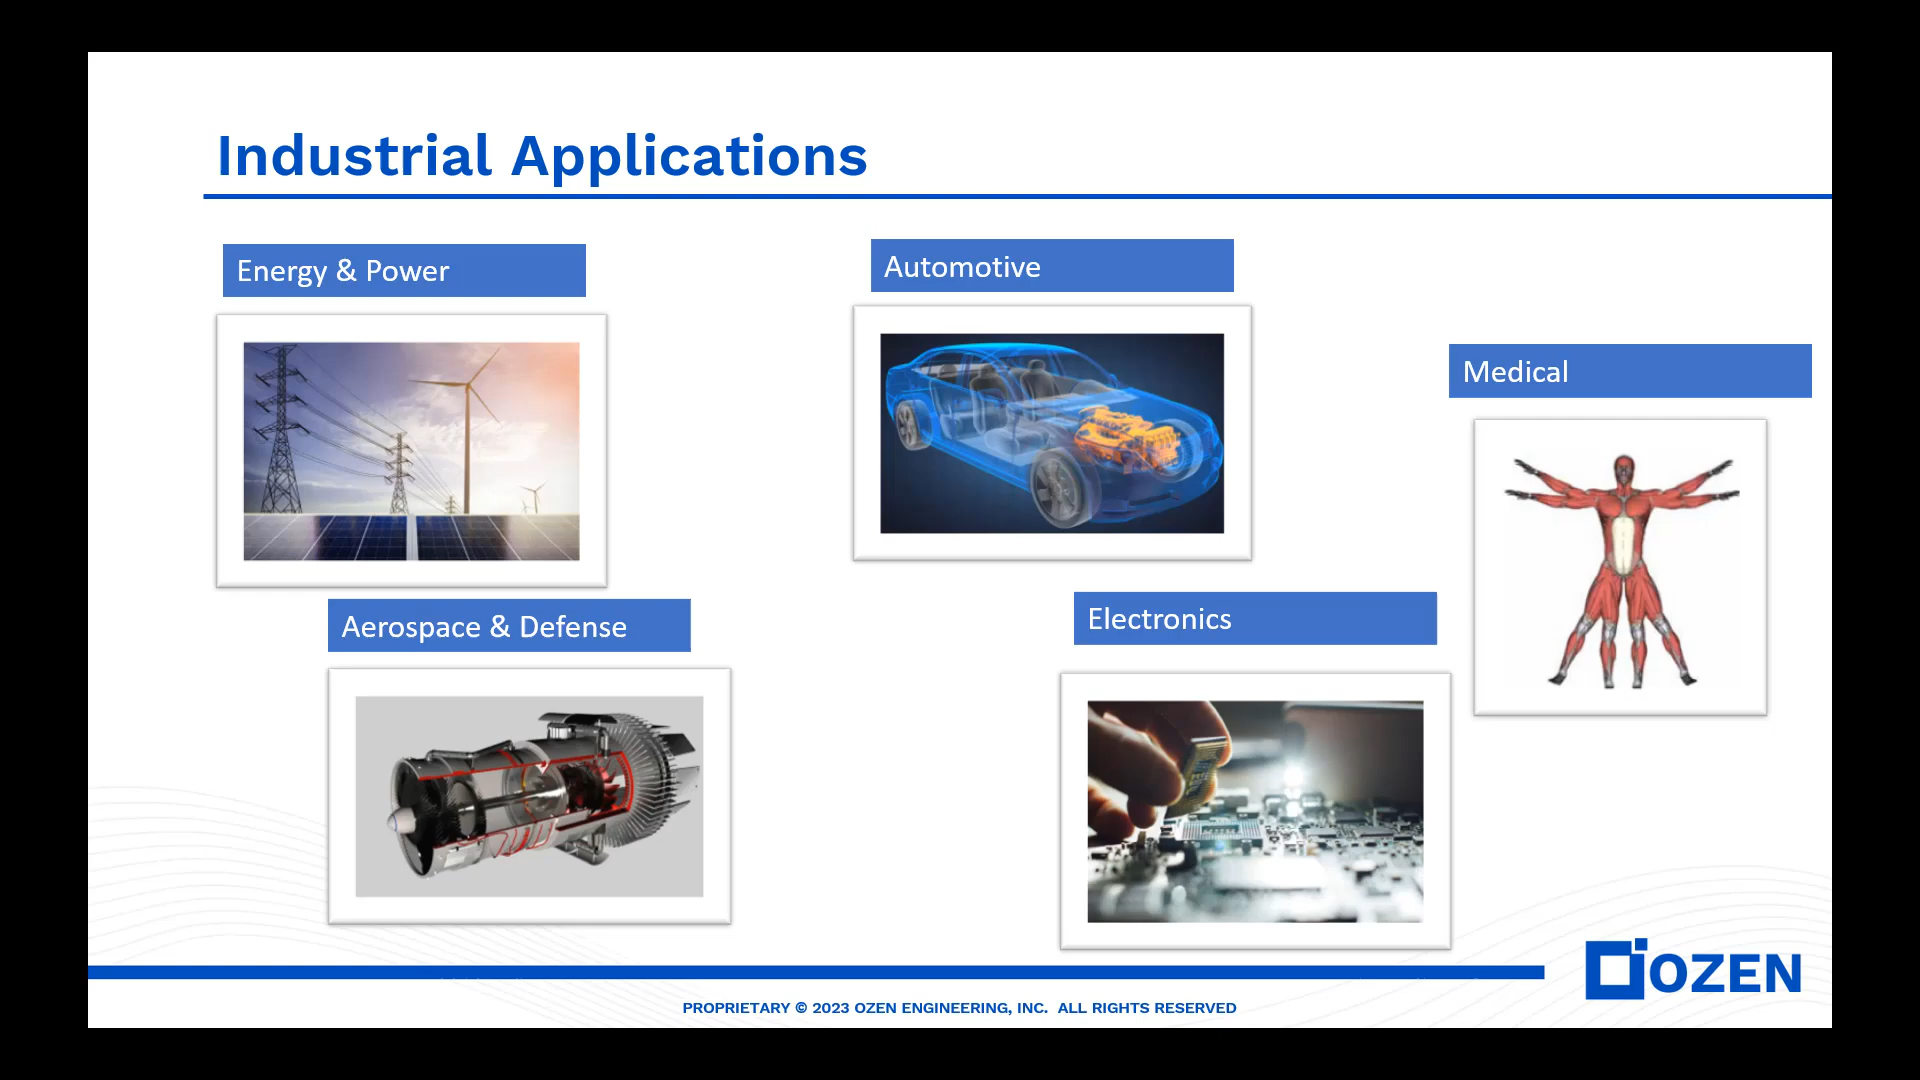 Industrial Applications
Energy & Power
Automotive
Medical
Aerospace & Defense
Electronics
OZEN
PROPRIETARY © 2023 OZEN ENGINEERING, INC.  ALL RIGHTS RESERVED